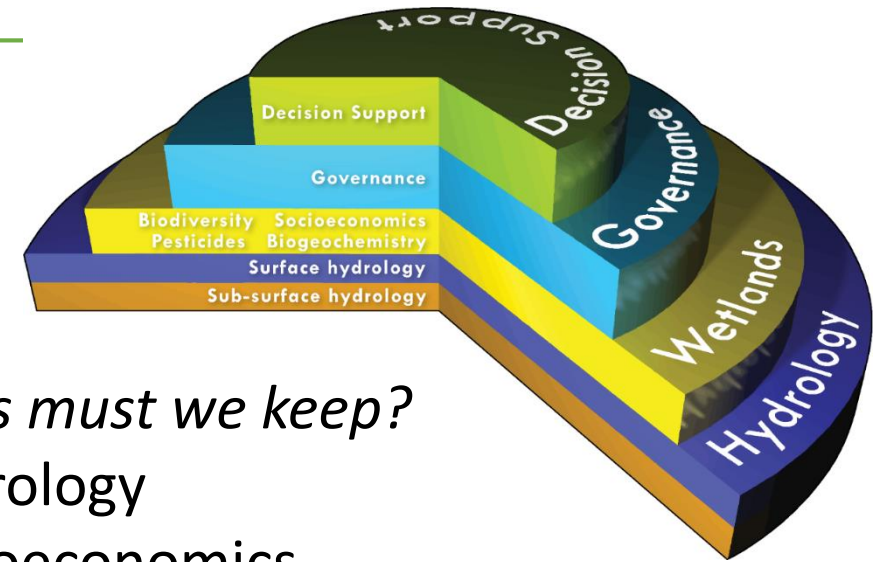 Decision Support
Governance
Wetlands
Hydrology
Decision Support
Governance
Biodiversity Socioeconomics
Pesticides Biogeochemistry
Surface hydrology
Sub-surface hydrology
must we keep?